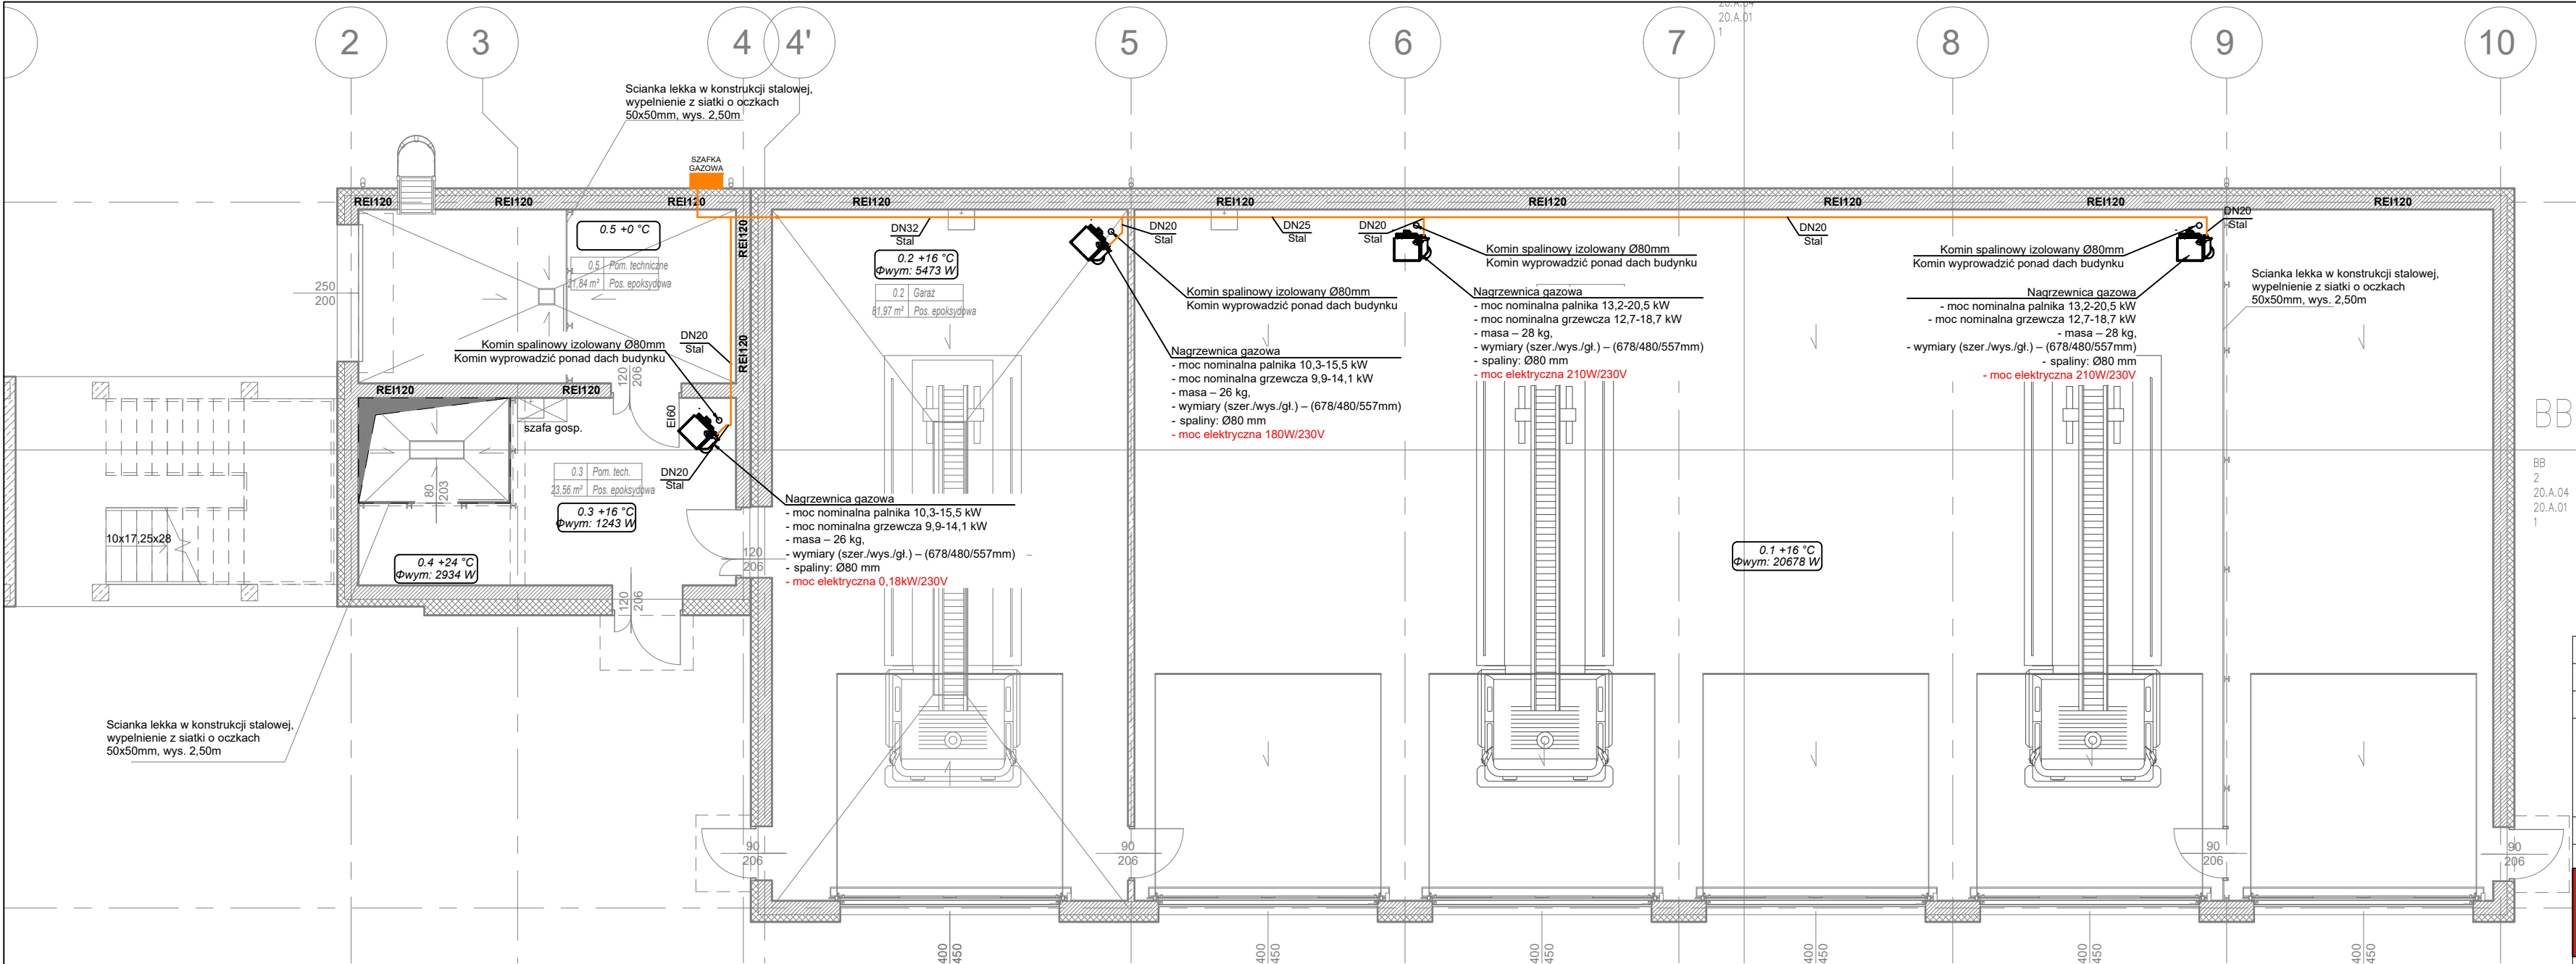 20.A.04
20.A.01
1
2
3
4
4'
5
6
7
8
9
10
Scianka lekka w konstrukcji stalowej,
wypelnienie z siatki o oczkach
50x50mm, wys. 2,50m
SZAFKA
GAZOWA
REI120
REI120
REI120
REI120
REI120
REI120
REI120
REI120
REI120
0.5 +0 °C
0.5 Pom. techniczne
21,84 m² Pos. epoksydowa
REI120
REI120
250
200
DN32
Stal
0.2 +16 °C
Φwym: 5473 W
0.2 Garaż
81,97 m² Pos. epoksydowa
DN20
Stal
DN25
Stal
DN20
Stal
DN20
Stal
DN20
Stal
Komin spalinowy izolowany Ø80mm
Komin wyprowadzić ponad dach budynku
Komin spalinowy izolowany Ø80mm
Komin wyprowadzić ponad dach budynku
Komin spalinowy izolowany Ø80mm
Komin wyprowadzić ponad dach budynku
Nagrzewnica gazowa
- moc nominalna palnika 13,2-20,5 kW
- moc nominalna grzewcza 12,7-18,7 kW
- masa – 28 kg,
- wymiary (szer./wys./gł.) – (678/480/557mm)
- spaliny: Ø80 mm
- moc elektryczna 210W/230V
Nagrzewnica gazowa
- moc nominalna palnika 13,2-20,5 kW
- moc nominalna grzewcza 12,7-18,7 kW
- masa – 28 kg,
- wymiary (szer./wys./gł.) – (678/480/557mm)
- spaliny: Ø80 mm
- moc elektryczna 210W/230V
Scianka lekka w konstrukcji stalowej,
wypelnienie z siatki o oczkach
50x50mm, wys. 2,50m
Komin spalinowy izolowany Ø80mm
Komin wyprowadzić ponad dach budynku
DN20
Stal
Nagrzewnica gazowa
- moc nominalna palnika 10,3-15,5 kW
- moc nominalna grzewcza 9,9-14,1 kW
- masa – 26 kg,
- wymiary (szer./wys./gł.) – (678/480/557mm)
- spaliny: Ø80 mm
- moc elektryczna 180W/230V
REI120
REI120
120
206
EI60
szafa gosp.
80
203
0.3 Pom. tech.
23,56 m² Pos. epoksydowa
DN20
Stal
0.3 +16 °C
Φwym: 1243 W
0.4 +24 °C
Φwym: 2934 W
10x17,25x28
120
206
120
206
Nagrzewnica gazowa
- moc nominalna palnika 10,3-15,5 kW
- moc nominalna grzewcza 9,9-14,1 kW
- masa – 26 kg,
- wymiary (szer./wys./gł.) – (678/480/557mm)
- spaliny: Ø80 mm
- moc elektryczna 0,18kW/230V
0.1 +16 °C
Φwym: 20678 W
BB
BB
2
20.A.04
20.A.01
1
Scianka lekka w konstrukcji stalowej,
wypelnienie z siatki o oczkach
50x50mm, wys. 2,50m
90
206
90
206
90
206
90
206
400
450
400
450
400
450
400
450
400
450
400
450